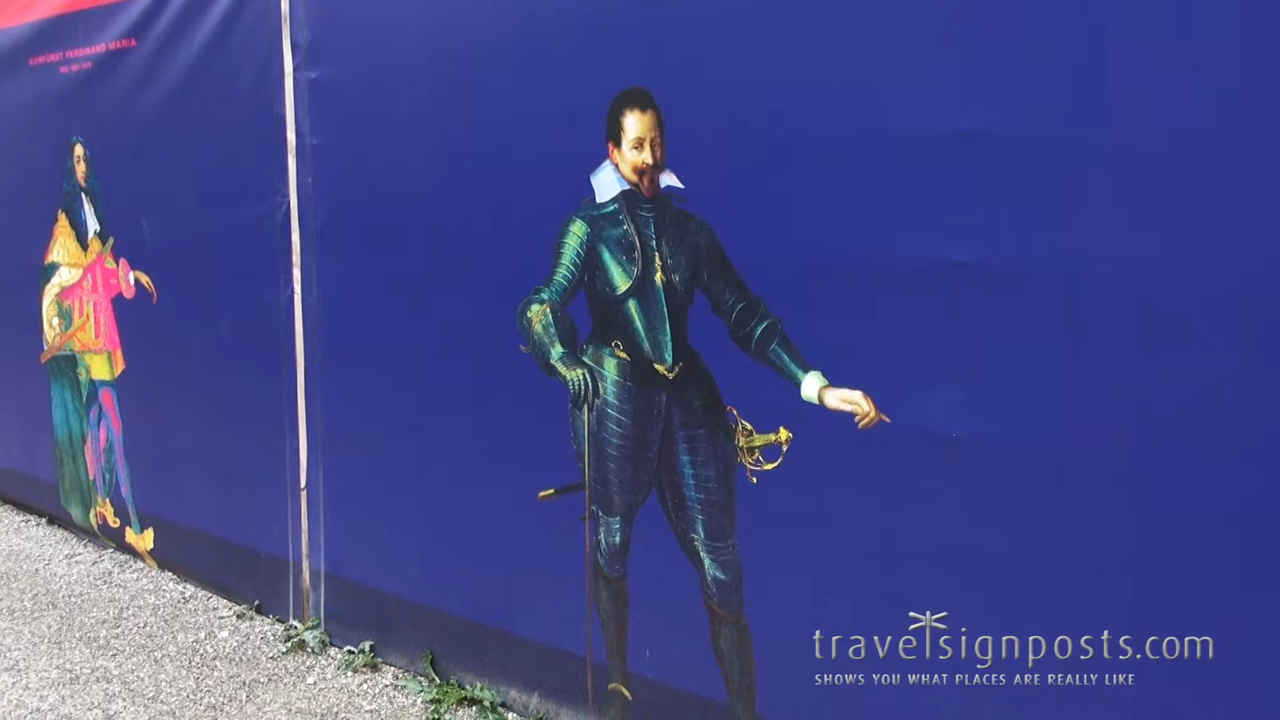 KURFÜRST FERDINAND MARIA
travelsignposts.com
SHOWS YOU WHAT PLACES ARE REALLY LIKE